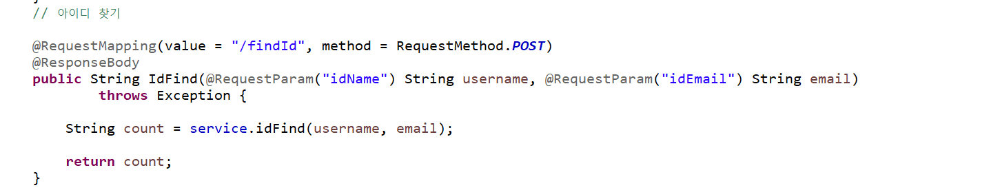 }
// 아이디 찾기
@RequestMapping(value = "/findId", method = RequestMethod.POST)
@ResponseBody
public String IdFind(@RequestParam("idName") String username, @RequestParam("idEmail") String email)
throws Exception {
String count = service.idFind(username, email);
return count;
}